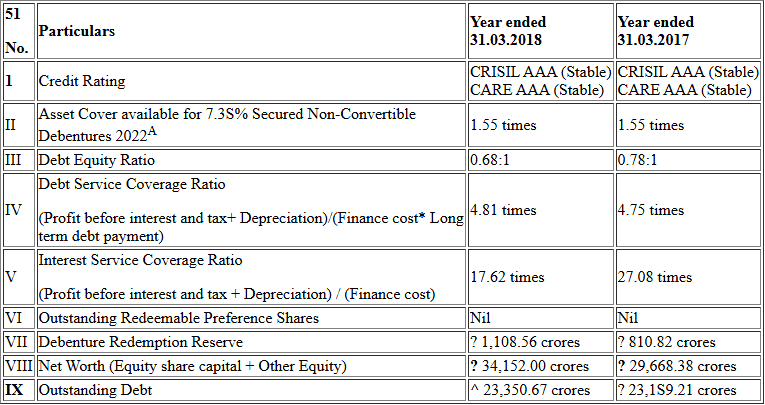 51
No.
Particulars
Year ended
31.03.2018
Year ended
31.03.2017
1
Credit Rating
CRISIL AAA (Stable)
CARE AAA (Stable)
CRISIL AAA (Stable)
CARE AAA (Stable)
II
Asset Cover available for 7.3S% Secured Non-Convertible
Debentures 2022A
1.55 times
1.55 times
III
Debt Equity Ratio
0.68:1
0.78:1
IV
Debt Service Coverage Ratio
(Profit before interest and tax+ Depreciation)/(Finance cost* Long
term debt payment)
4.81 times
4.75 times
V
Interest Service Coverage Ratio
(Profit before interest and tax + Depreciation) / (Finance cost)
17.62 times
27.08 times
VI
Outstanding Redeemable Preference Shares
Nil
Nil
VII
Debenture Redemption Reserve
? 1,108.56 crores
? 810.82 crores
VIII
Net Worth (Equity share capital + Other Equity)
? 34,152.00 crores
? 29,668.38 crores
IX
Outstanding Debt
^ 23,350.67 crores
? 23,1S9.21 crores